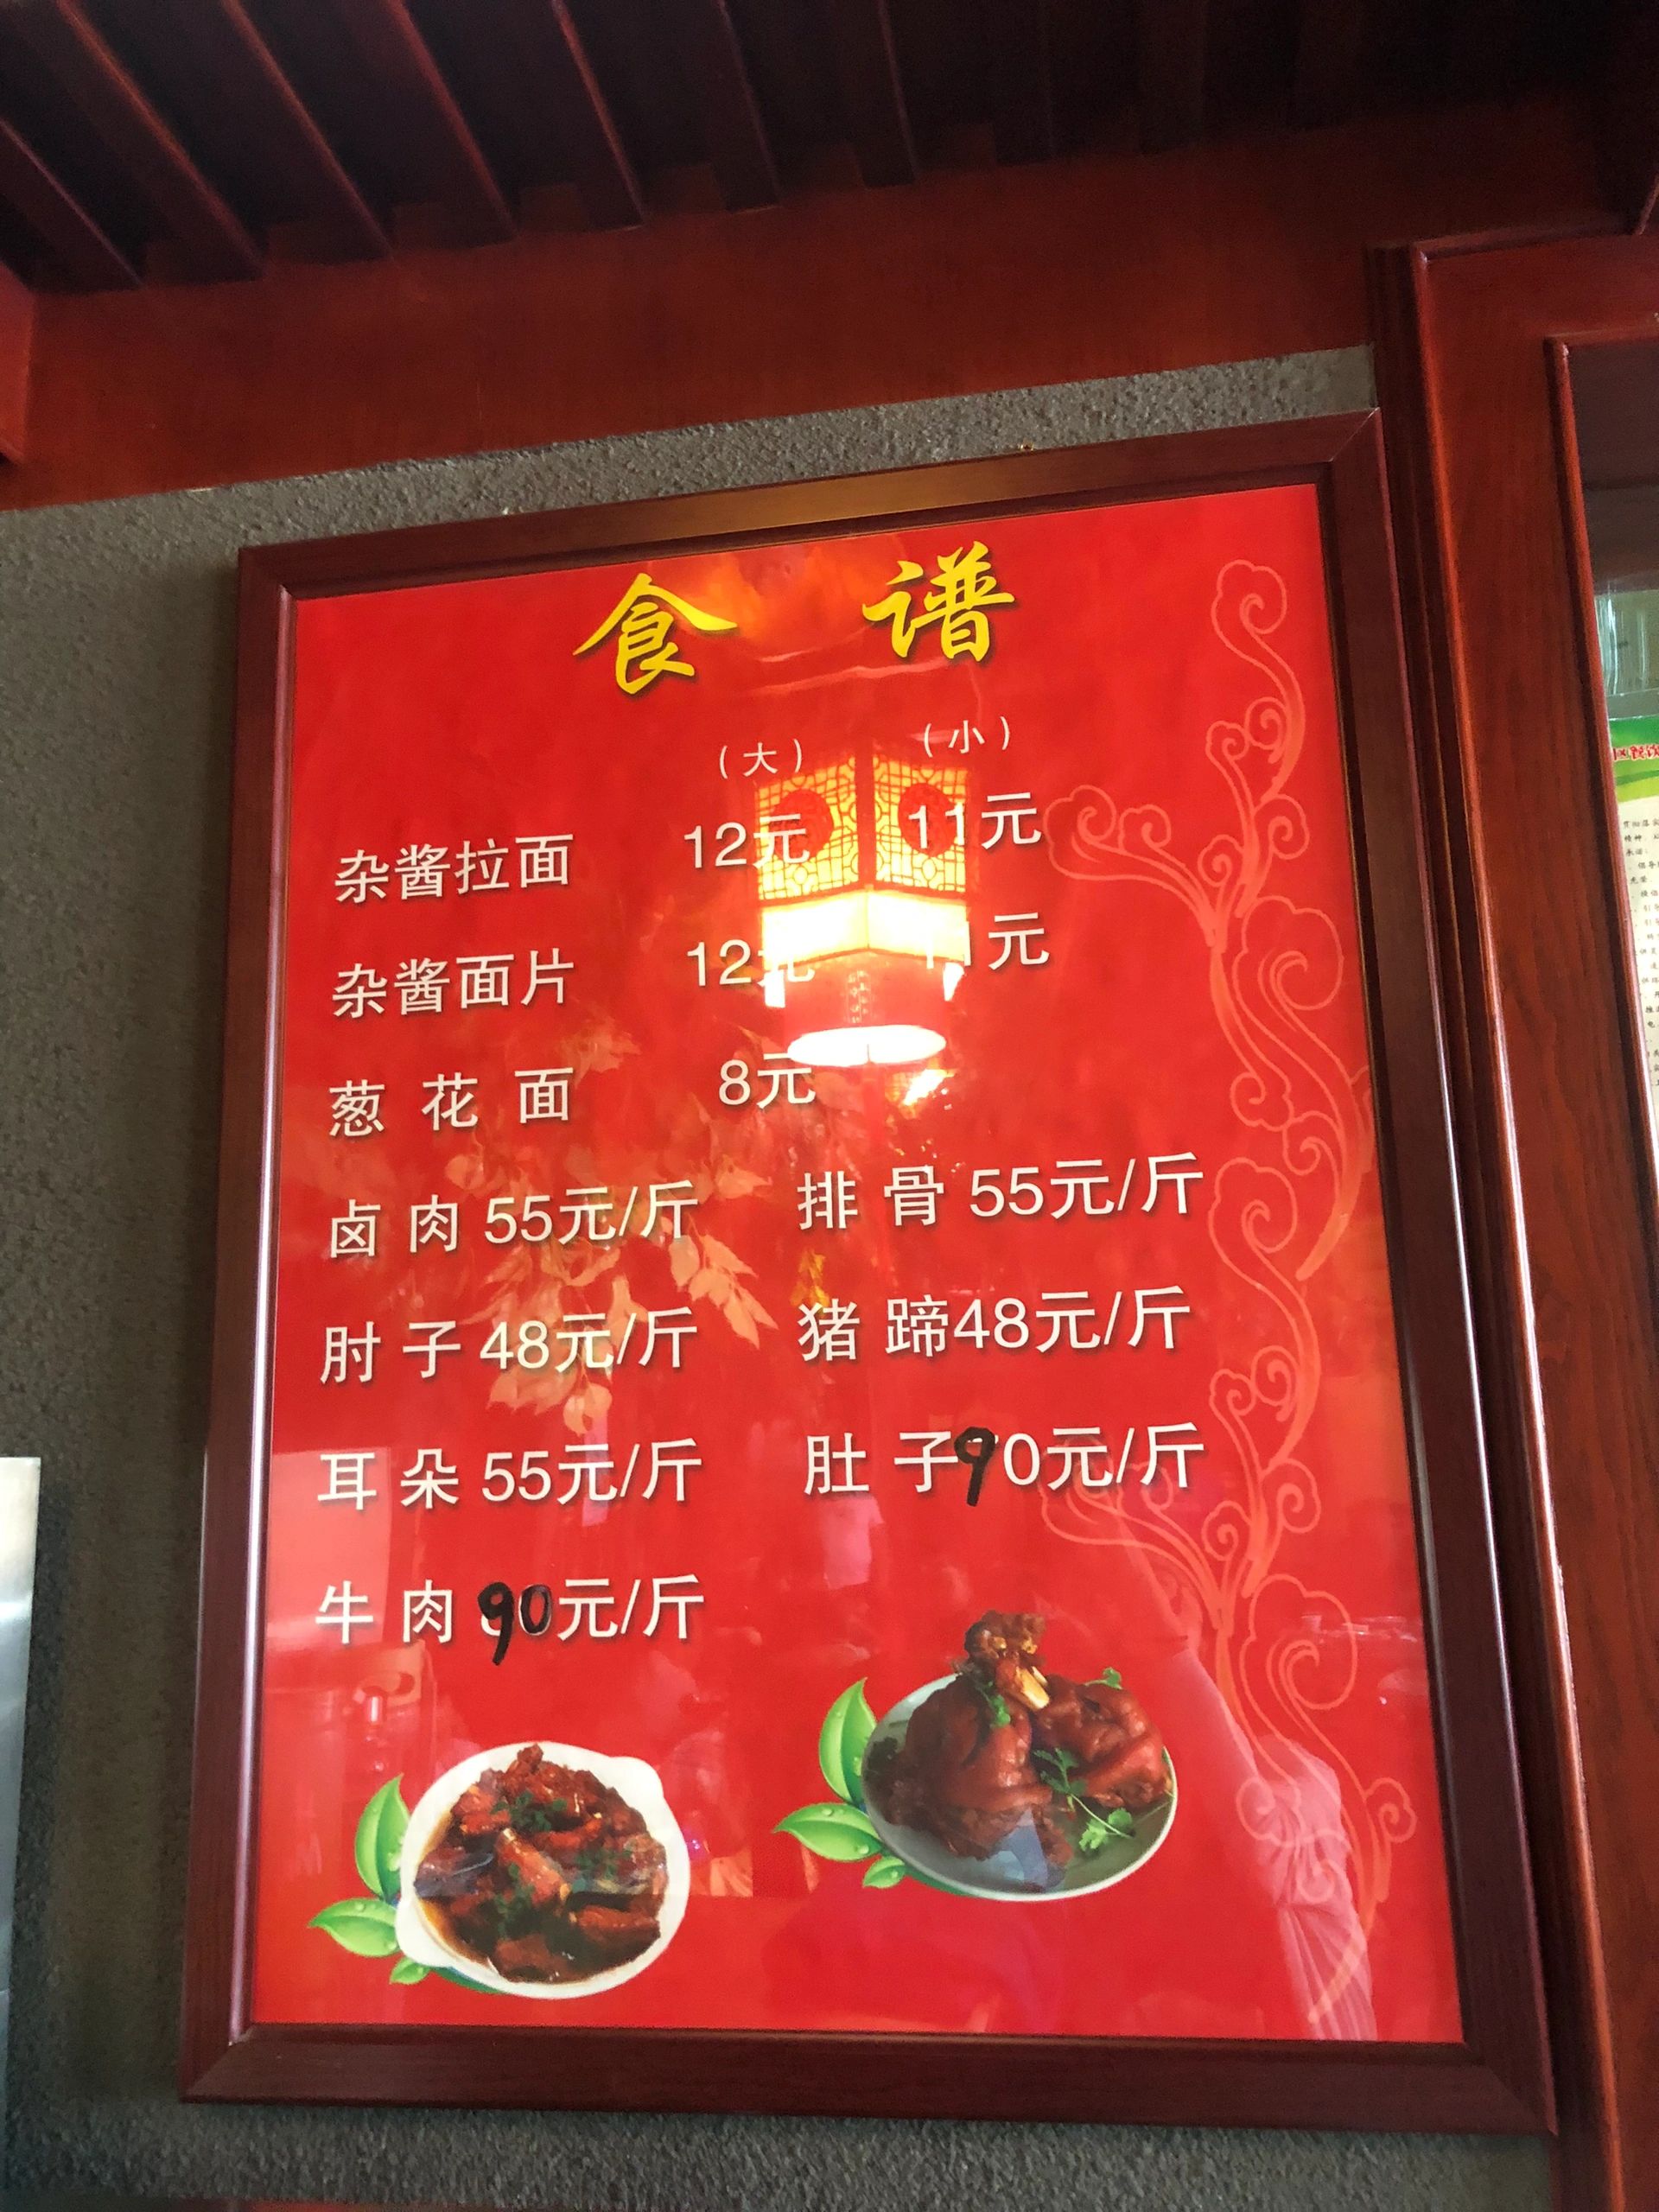 食 谱
（大） （小）
杂酱拉面 12元 11元
杂酱面片 12元 11元
葱 花 面 8元
卤 肉 55元/斤 排 骨 55元/斤
肘 子 48元/斤 猪 蹄48元/斤
耳 朵 55元/斤 肚 子90元/斤
牛 肉 90元/斤